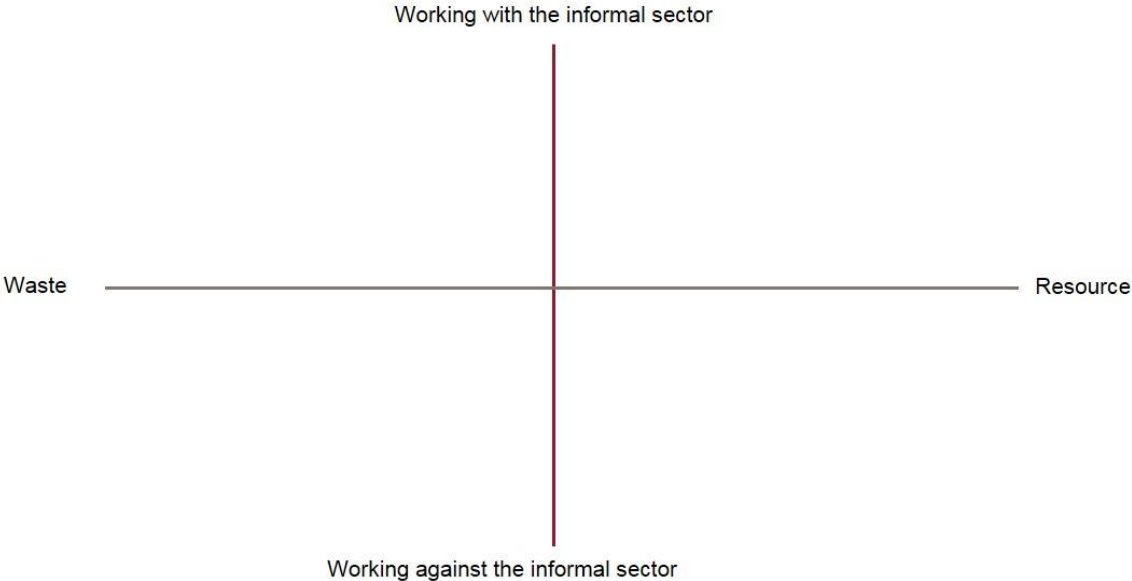 Working with the informal sector
Waste
Resource
Working against the informal sector